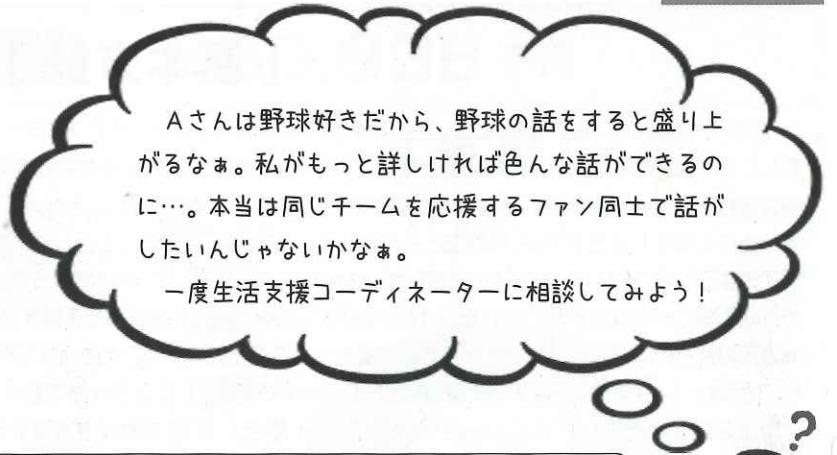 Aさんは野球好きだから、野球の話をすると盛り上
がるなぁ。私がもっと詳しければ色んな話ができるの
に…。本当は同じチームを応援するファン同士で話が
したいんじゃないかなぁ。
一度生活支援コーディネーターに相談してみよう！
?